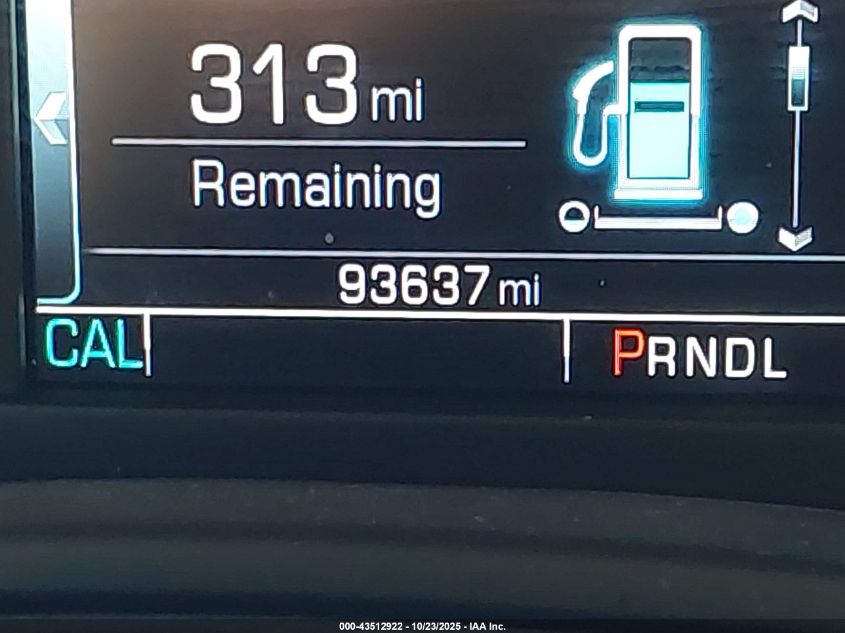 313 mi
Remaining
93637 mi
CAL PRNDL
000-43512922 - 10/23/2025 - IAA Inc.